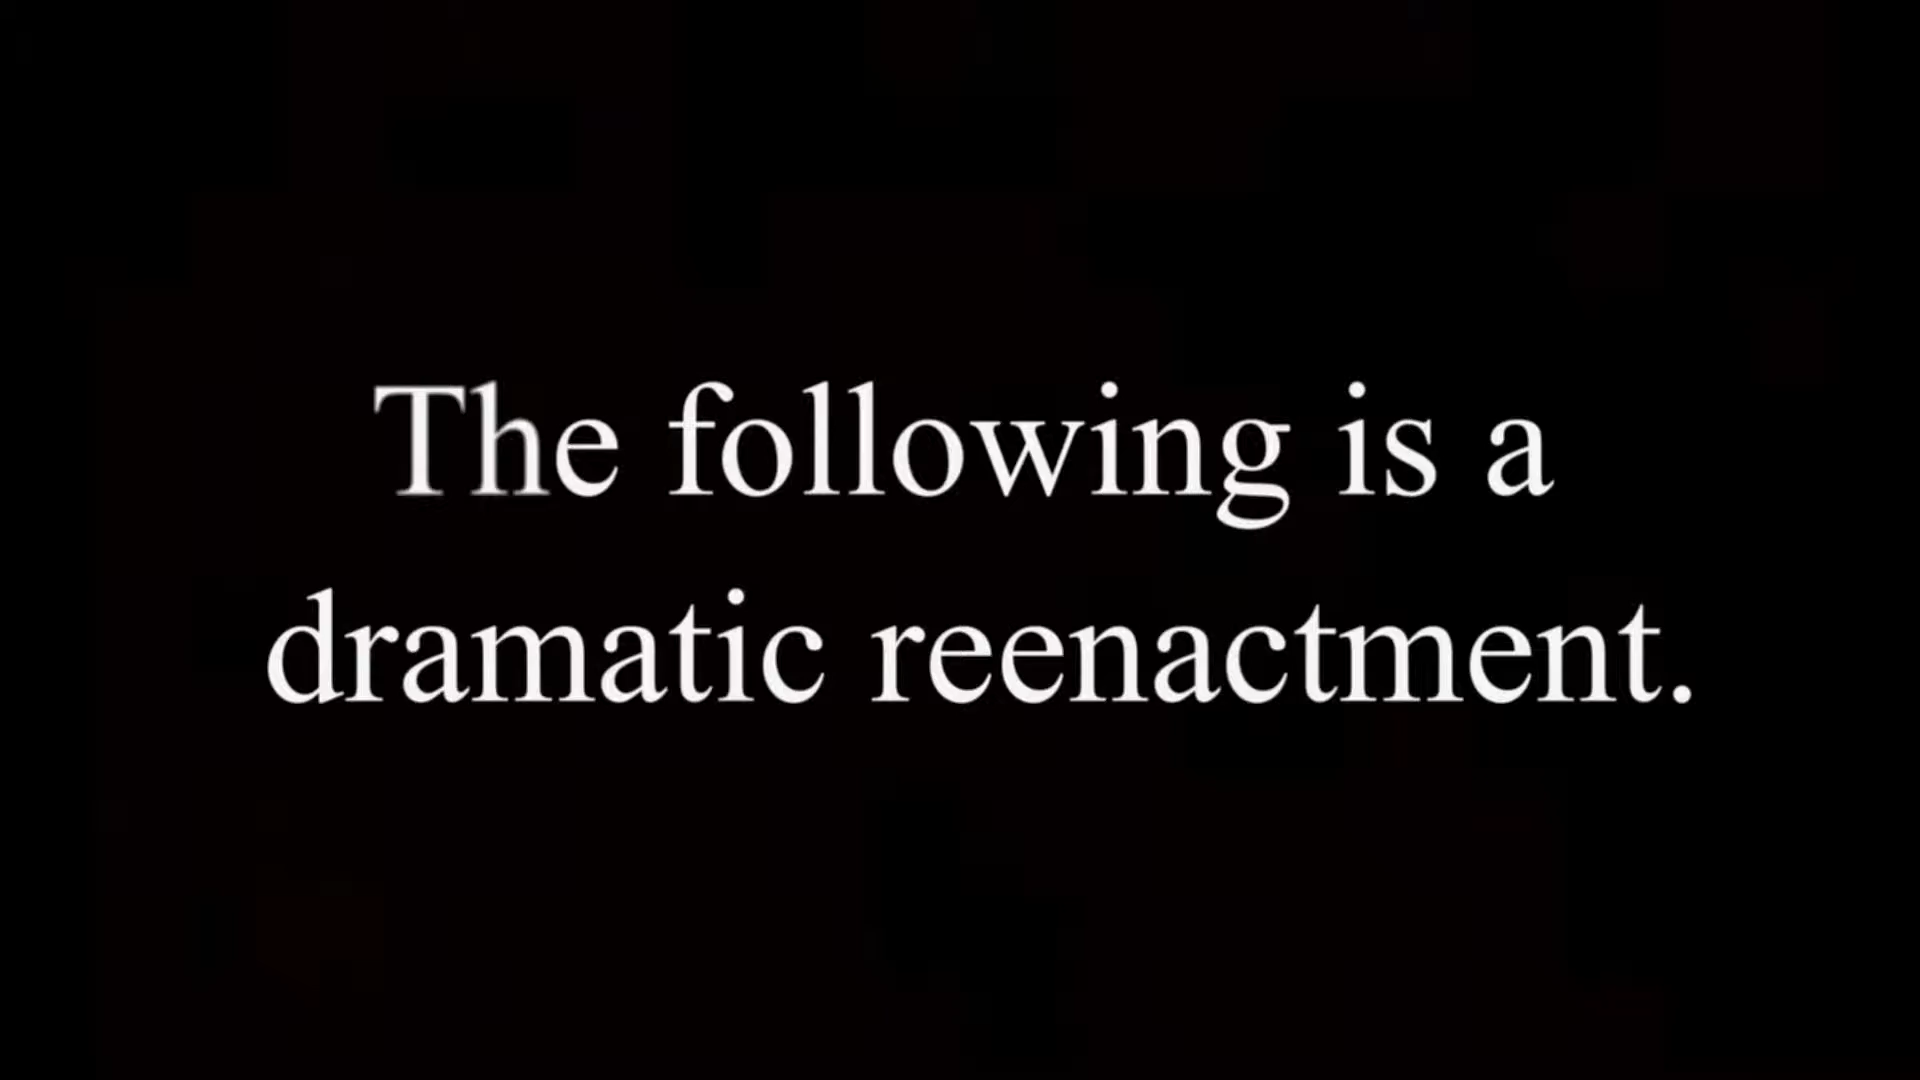 The following is a
dramatic reenactment.